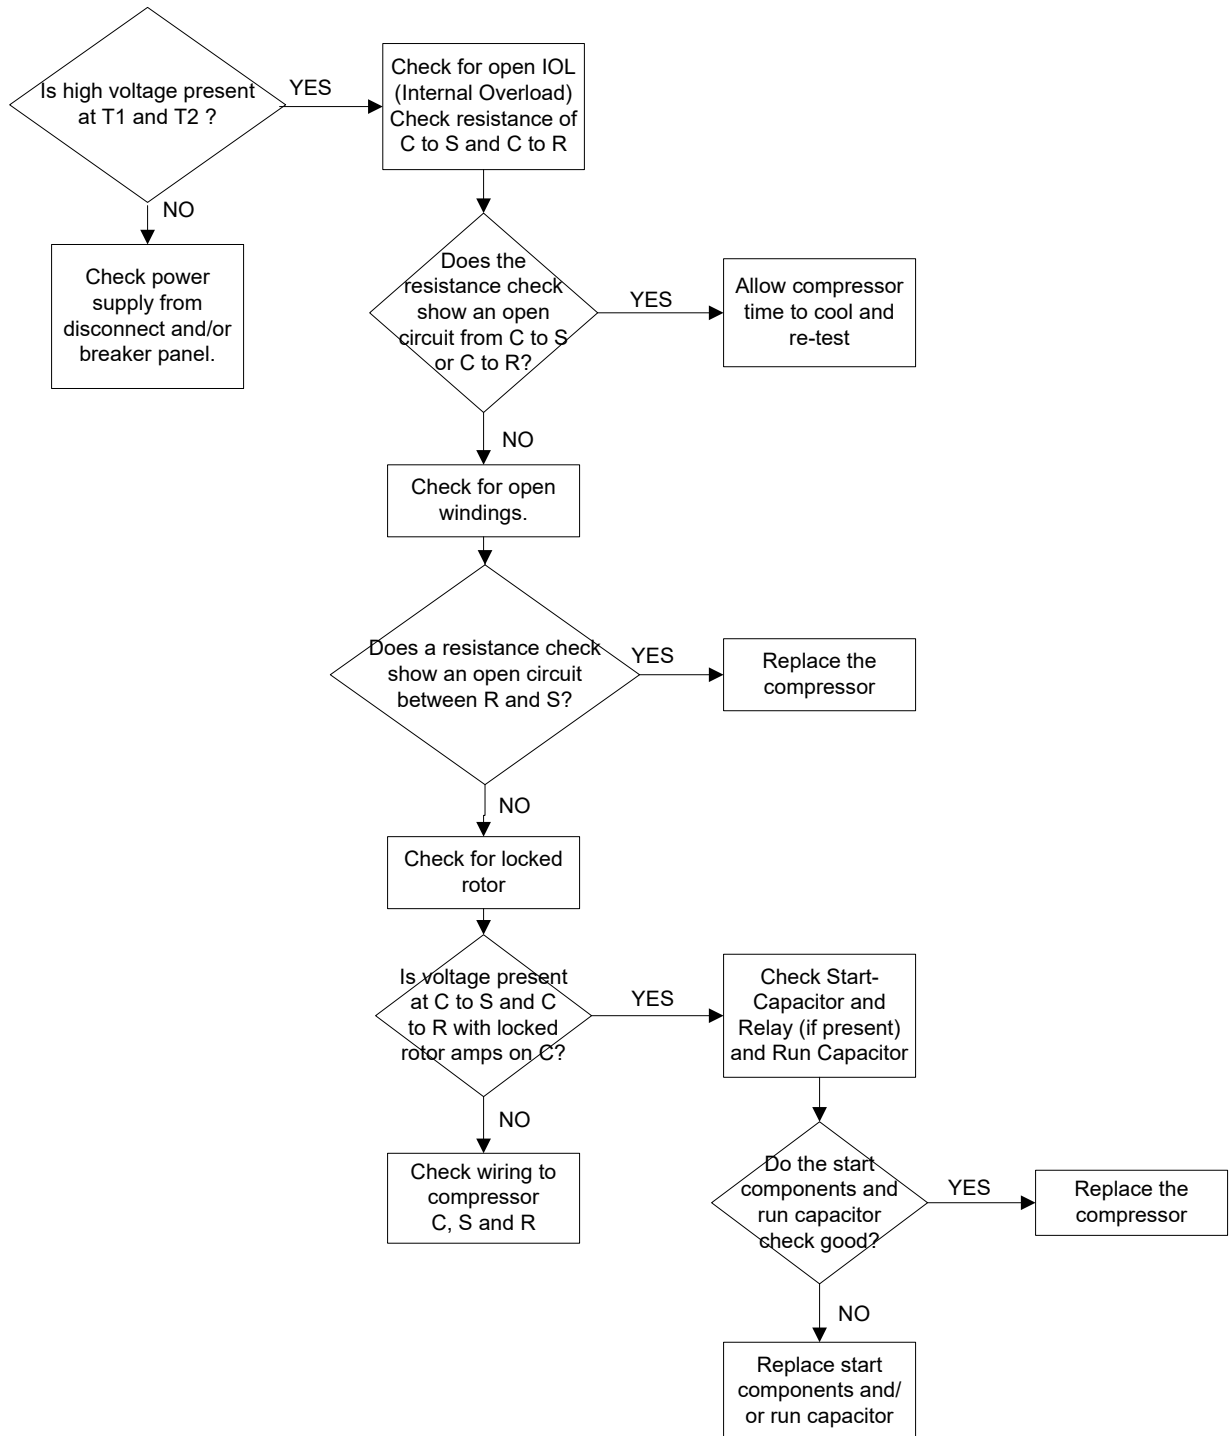 Is high voltage present
at T1 and T2 ?
YES
Check for open IOL
(Internal Overload)
Check resistance of
C to S and C to R
NO
Check power
supply from
disconnect and/or
breaker panel.
Does the
resistance check
show an open
circuit from C to S
or C to R?
YES
Allow compressor
time to cool and
re-test
NO
Check for open
windings.
Does a resistance check
show an open circuit
between R and S?
YES
Replace the
compressor
NO
Check for locked
rotor
Is voltage present
at C to S and C
to R with locked
rotor amps on C?
YES
Check Start-
Capacitor and
Relay (if present)
and Run Capacitor
NO
Check wiring to
compressor
C, S and R
Do the start
components and
run capacitor
check good?
YES
Replace the
compressor
NO
Replace start
components and/
or run capacitor